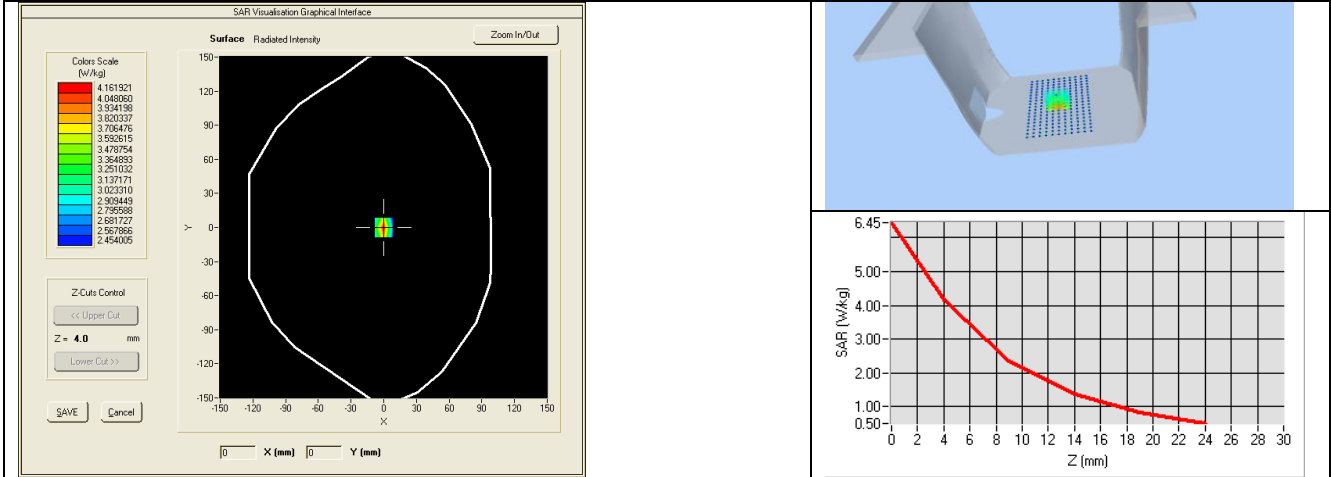 SAR Visualisation Graphical Interface
Surface Radiated Intensity
Zoom In/Out
Colors Scale
(W/kg)
4.161921
4.048060
3.934198
3.820337
3.706476
3.592615
3.478754
3.364893
3.251032
3.137171
3.023310
2.909449
2.795588
2.681727
2.567866
2.454005
Z-Cuts Control
<< Upper Cut
Z = 4.0 mm
Lower Cut >>
SAVE Cancel
150
120
90
60
30
0
-30
-60
-90
-120
-150
Y
-150 -120 -90 -60 -30 0 30 60 90 120 150
X
0 X (mm) 0 Y (mm)
6.45
5.00
4.00
3.00
2.00
1.00
0.50
SAR (W/kg)
0 2 4 6 8 10 12 14 16 18 20 22 24 26 28 30
Z (mm)